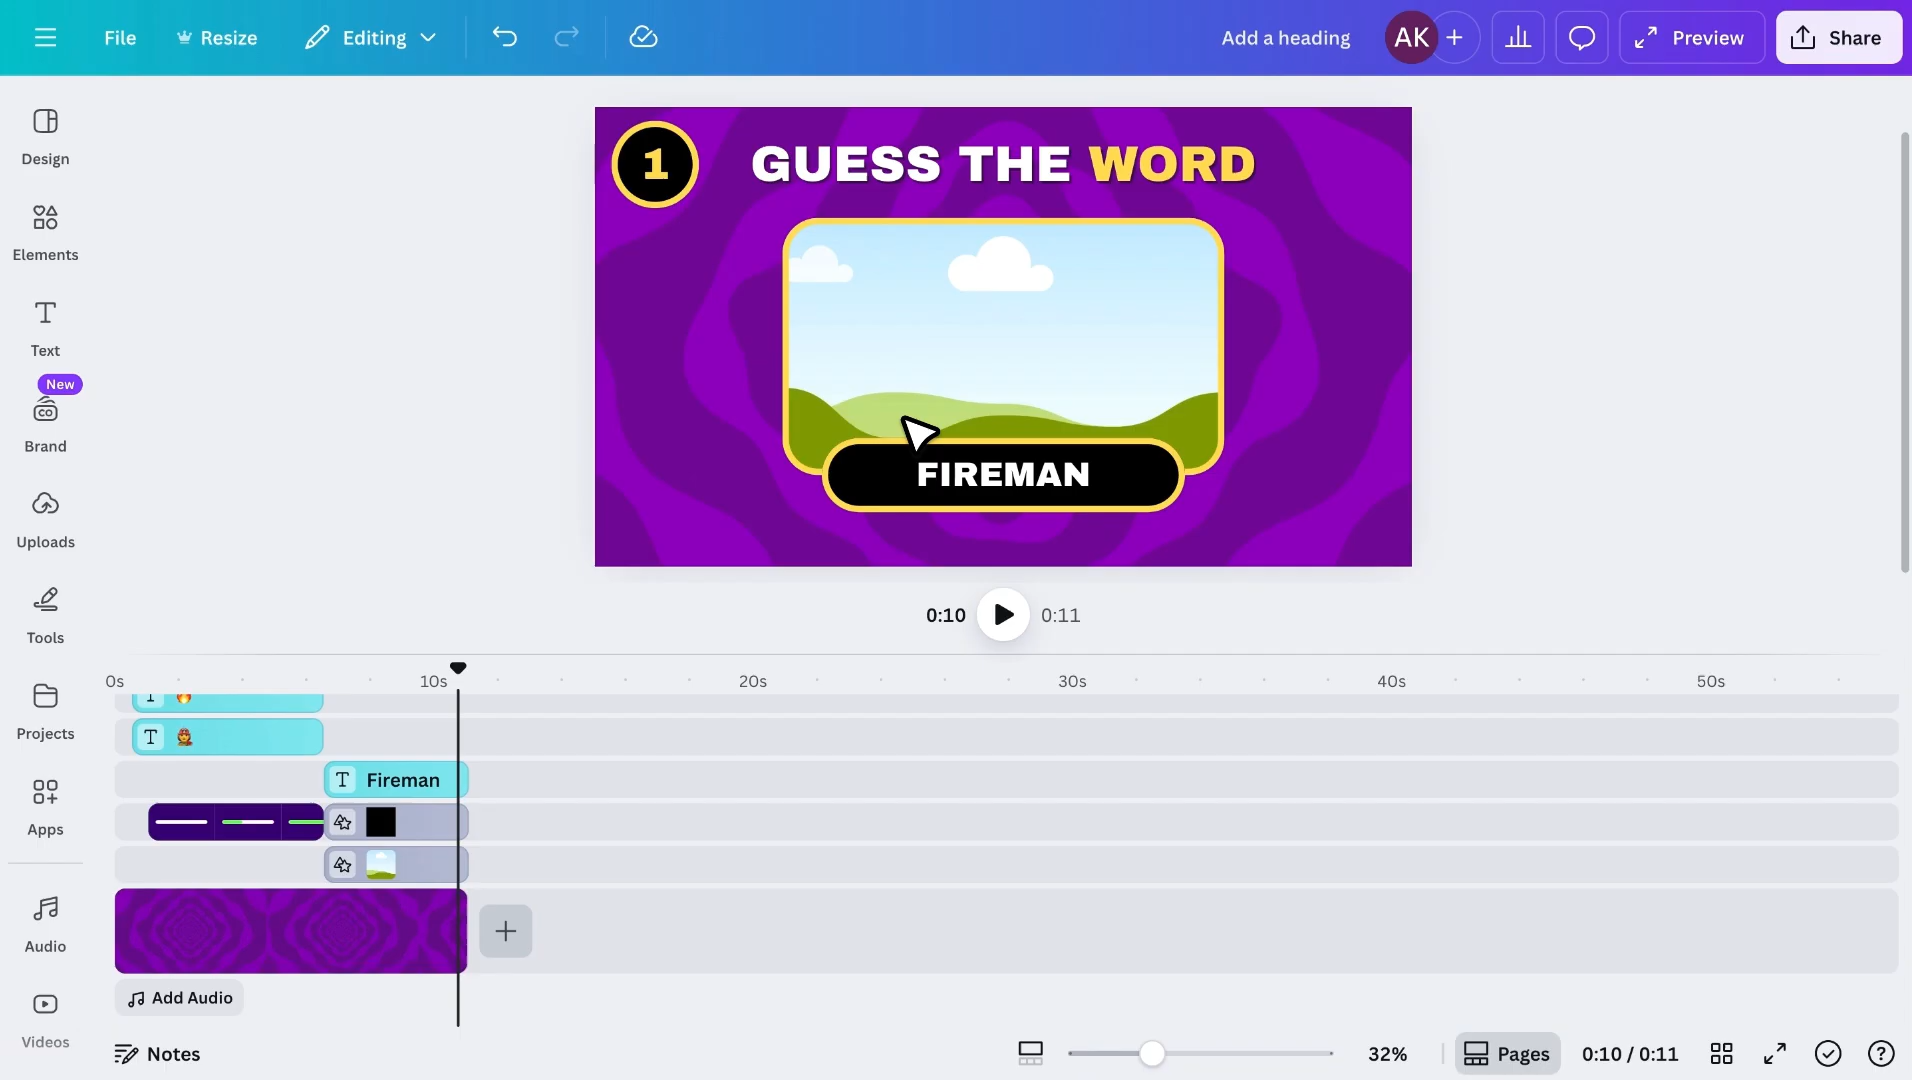 File
Resize
Editing
Add a heading
AK
Preview
Share
Design
Elements
Text
New
Brand
Uploads
Tools
Projects
Apps
Audio
Videos
1
GUESS THE WORD
FIREMAN
0:10
0:11
0s
10s
20s
30s
40s
50s
Fireman
Add Audio
Notes
32%
Pages
0:10 / 0:11